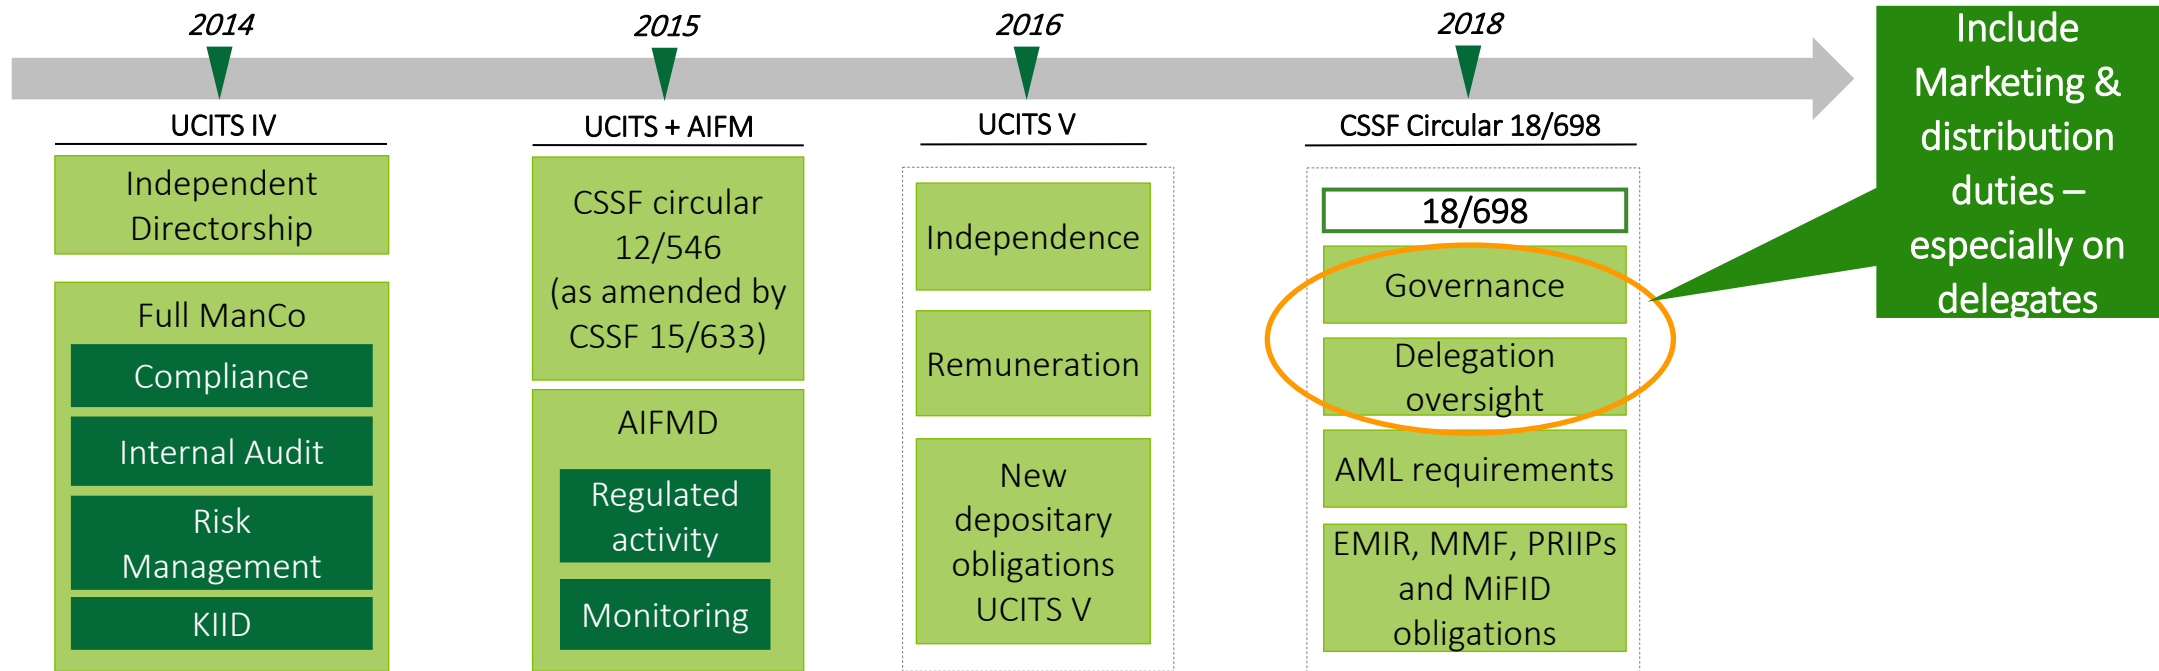 2014
2015
2016
2018
UCITS IV
UCITS + AIFM
UCITS V
CSSF Circular 18/698
Independent
Directorship
Full ManCo
Compliance
Internal Audit
Risk
Management
KIID
CSSF circular
12/546
(as amended by
CSSF 15/633)
AIFMD
Regulated
activity
Monitoring
Independence
Remuneration
New
depositary
obligations
UCITS V
18/698
Governance
Delegation
oversight
AML requirements
EMIR, MMF, PRIIPs
and MiFID
obligations
Include
Marketing &
distribution
duties –
especially on
delegates